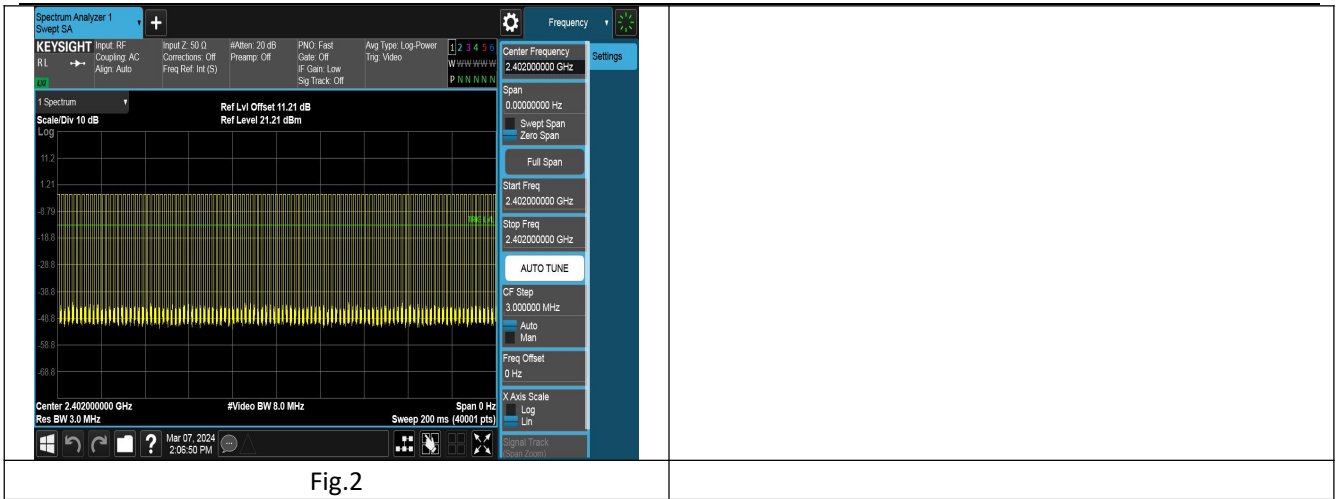 Spectrum Analyzer 1
Swept SA
Frequency
KEYSIGHT
RL
Input: RF
Coupling: AC
Align: Auto
Input Z: 50 Ω
Corrections: Off
Freq Ref: Int (S)
#Atten: 20 dB
Preamp: Off
PNO: Fast
Gate: Off
IF Gain: Low
Sig Track: Off
Avg Type: Log-Power
Trig: Video
1 2 3 4 5 6
W W W W W W
P N N N N N
Center Frequency
2.402000000 GHz
Settings
Span
0.00000000 Hz
Swept Span
Zero Span
Full Span
Start Freq
2.402000000 GHz
Stop Freq
2.402000000 GHz
AUTO TUNE
CF Step
3.000000 MHz
Auto
Man
Freq Offset
0 Hz
X Axis Scale
Log
Lin
Signal Track
(Span Zoom)
1 Spectrum
Scale/Div 10 dB
Log
Ref Lvl Offset 11.21 dB
Ref Level 21.21 dBm
11.2
1.21
-8.79
TRIG LVL
-18.8
-28.8
-38.8
-48.8
-58.8
-68.8
Center 2.402000000 GHz
Res BW 3.0 MHz
#Video BW 8.0 MHz
Span 0 Hz
Sweep 200 ms (40001 pts)
?
Mar 07, 2024
2:06:50 PM
Fig.2